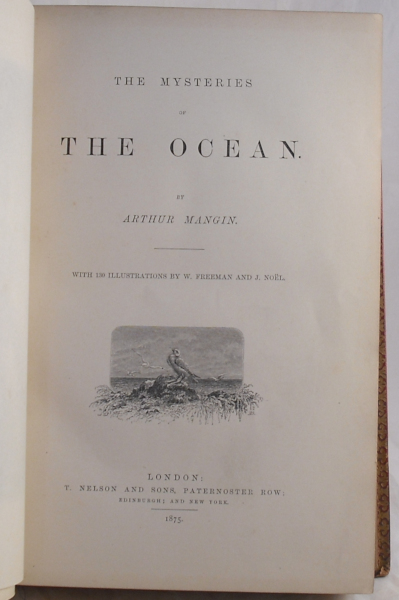 THE MYSTERIES
OF
THE OCEAN.
BY
ARTHUR MANGIN.
WITH 130 ILLUSTRATIONS BY W. FREEMAN AND J. NOËL.
LONDON:
T. NELSON AND SONS, PATERNOSTER ROW;
EDINBURGH; AND NEW YORK.
1875.